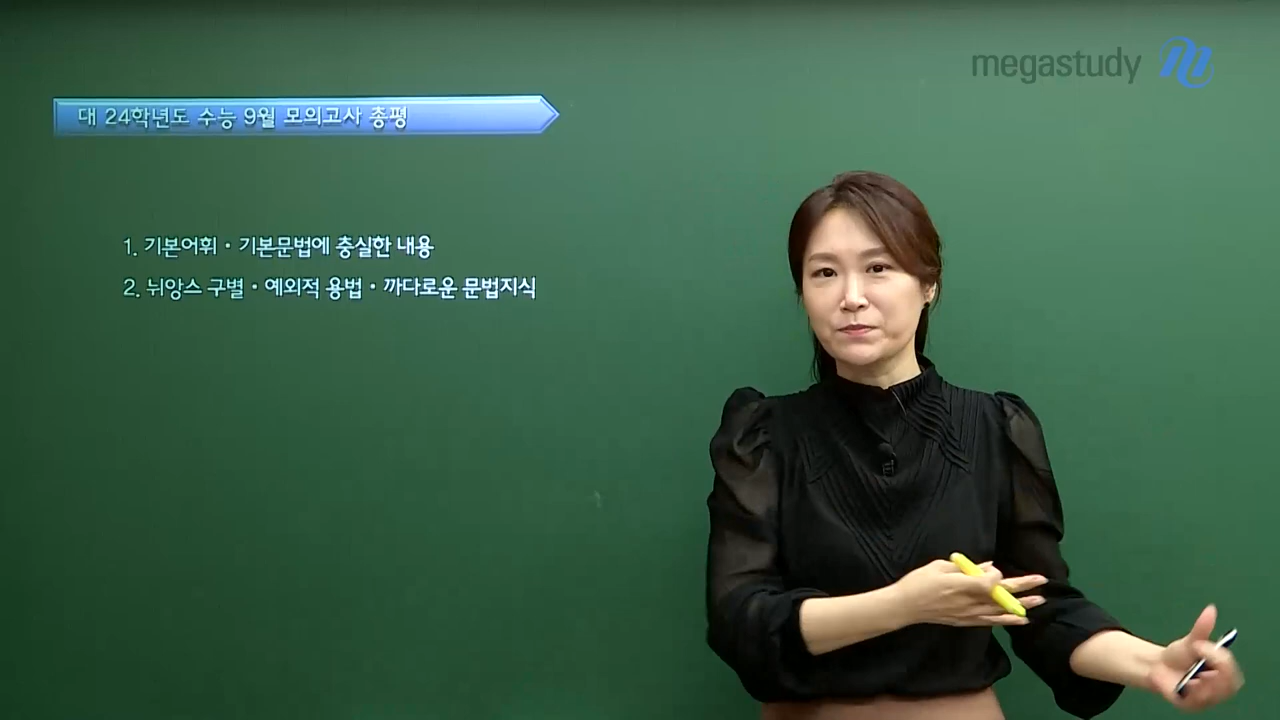 megastudy
대 24학년도 수능 9월 모의고사 총평
1. 기본어휘・기본문법에 충실한 내용
2. 뉘앙스 구별・예외적 용법・까다로운 문법지식